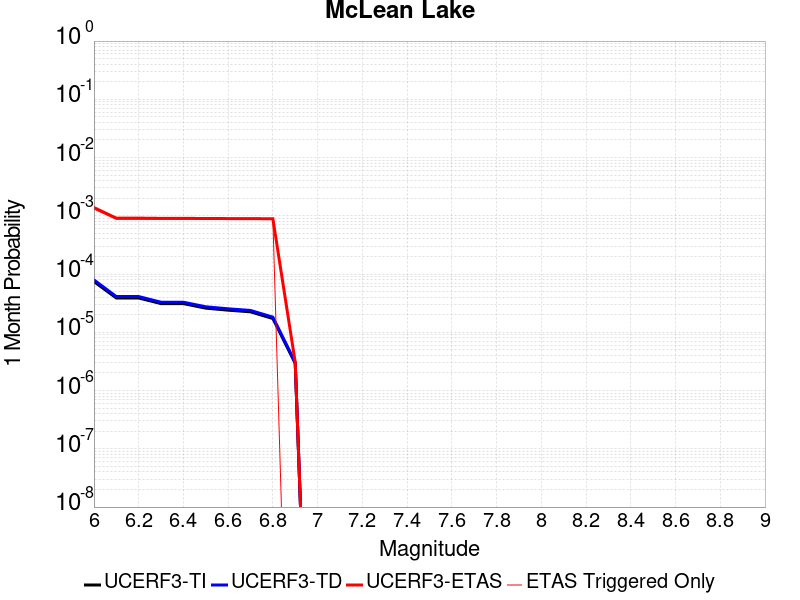 McLean Lake
10^0
10^-1
10^-2
10^-3
10^-4
10^-5
10^-6
10^-7
10^-8
1 Month Probability
6 6.2 6.4 6.6 6.8 7 7.2 7.4 7.6 7.8 8 8.2 8.4 8.6 8.8 9
Magnitude
UCERF3-TI UCERF3-TD UCERF3-ETAS ETAS Triggered Only